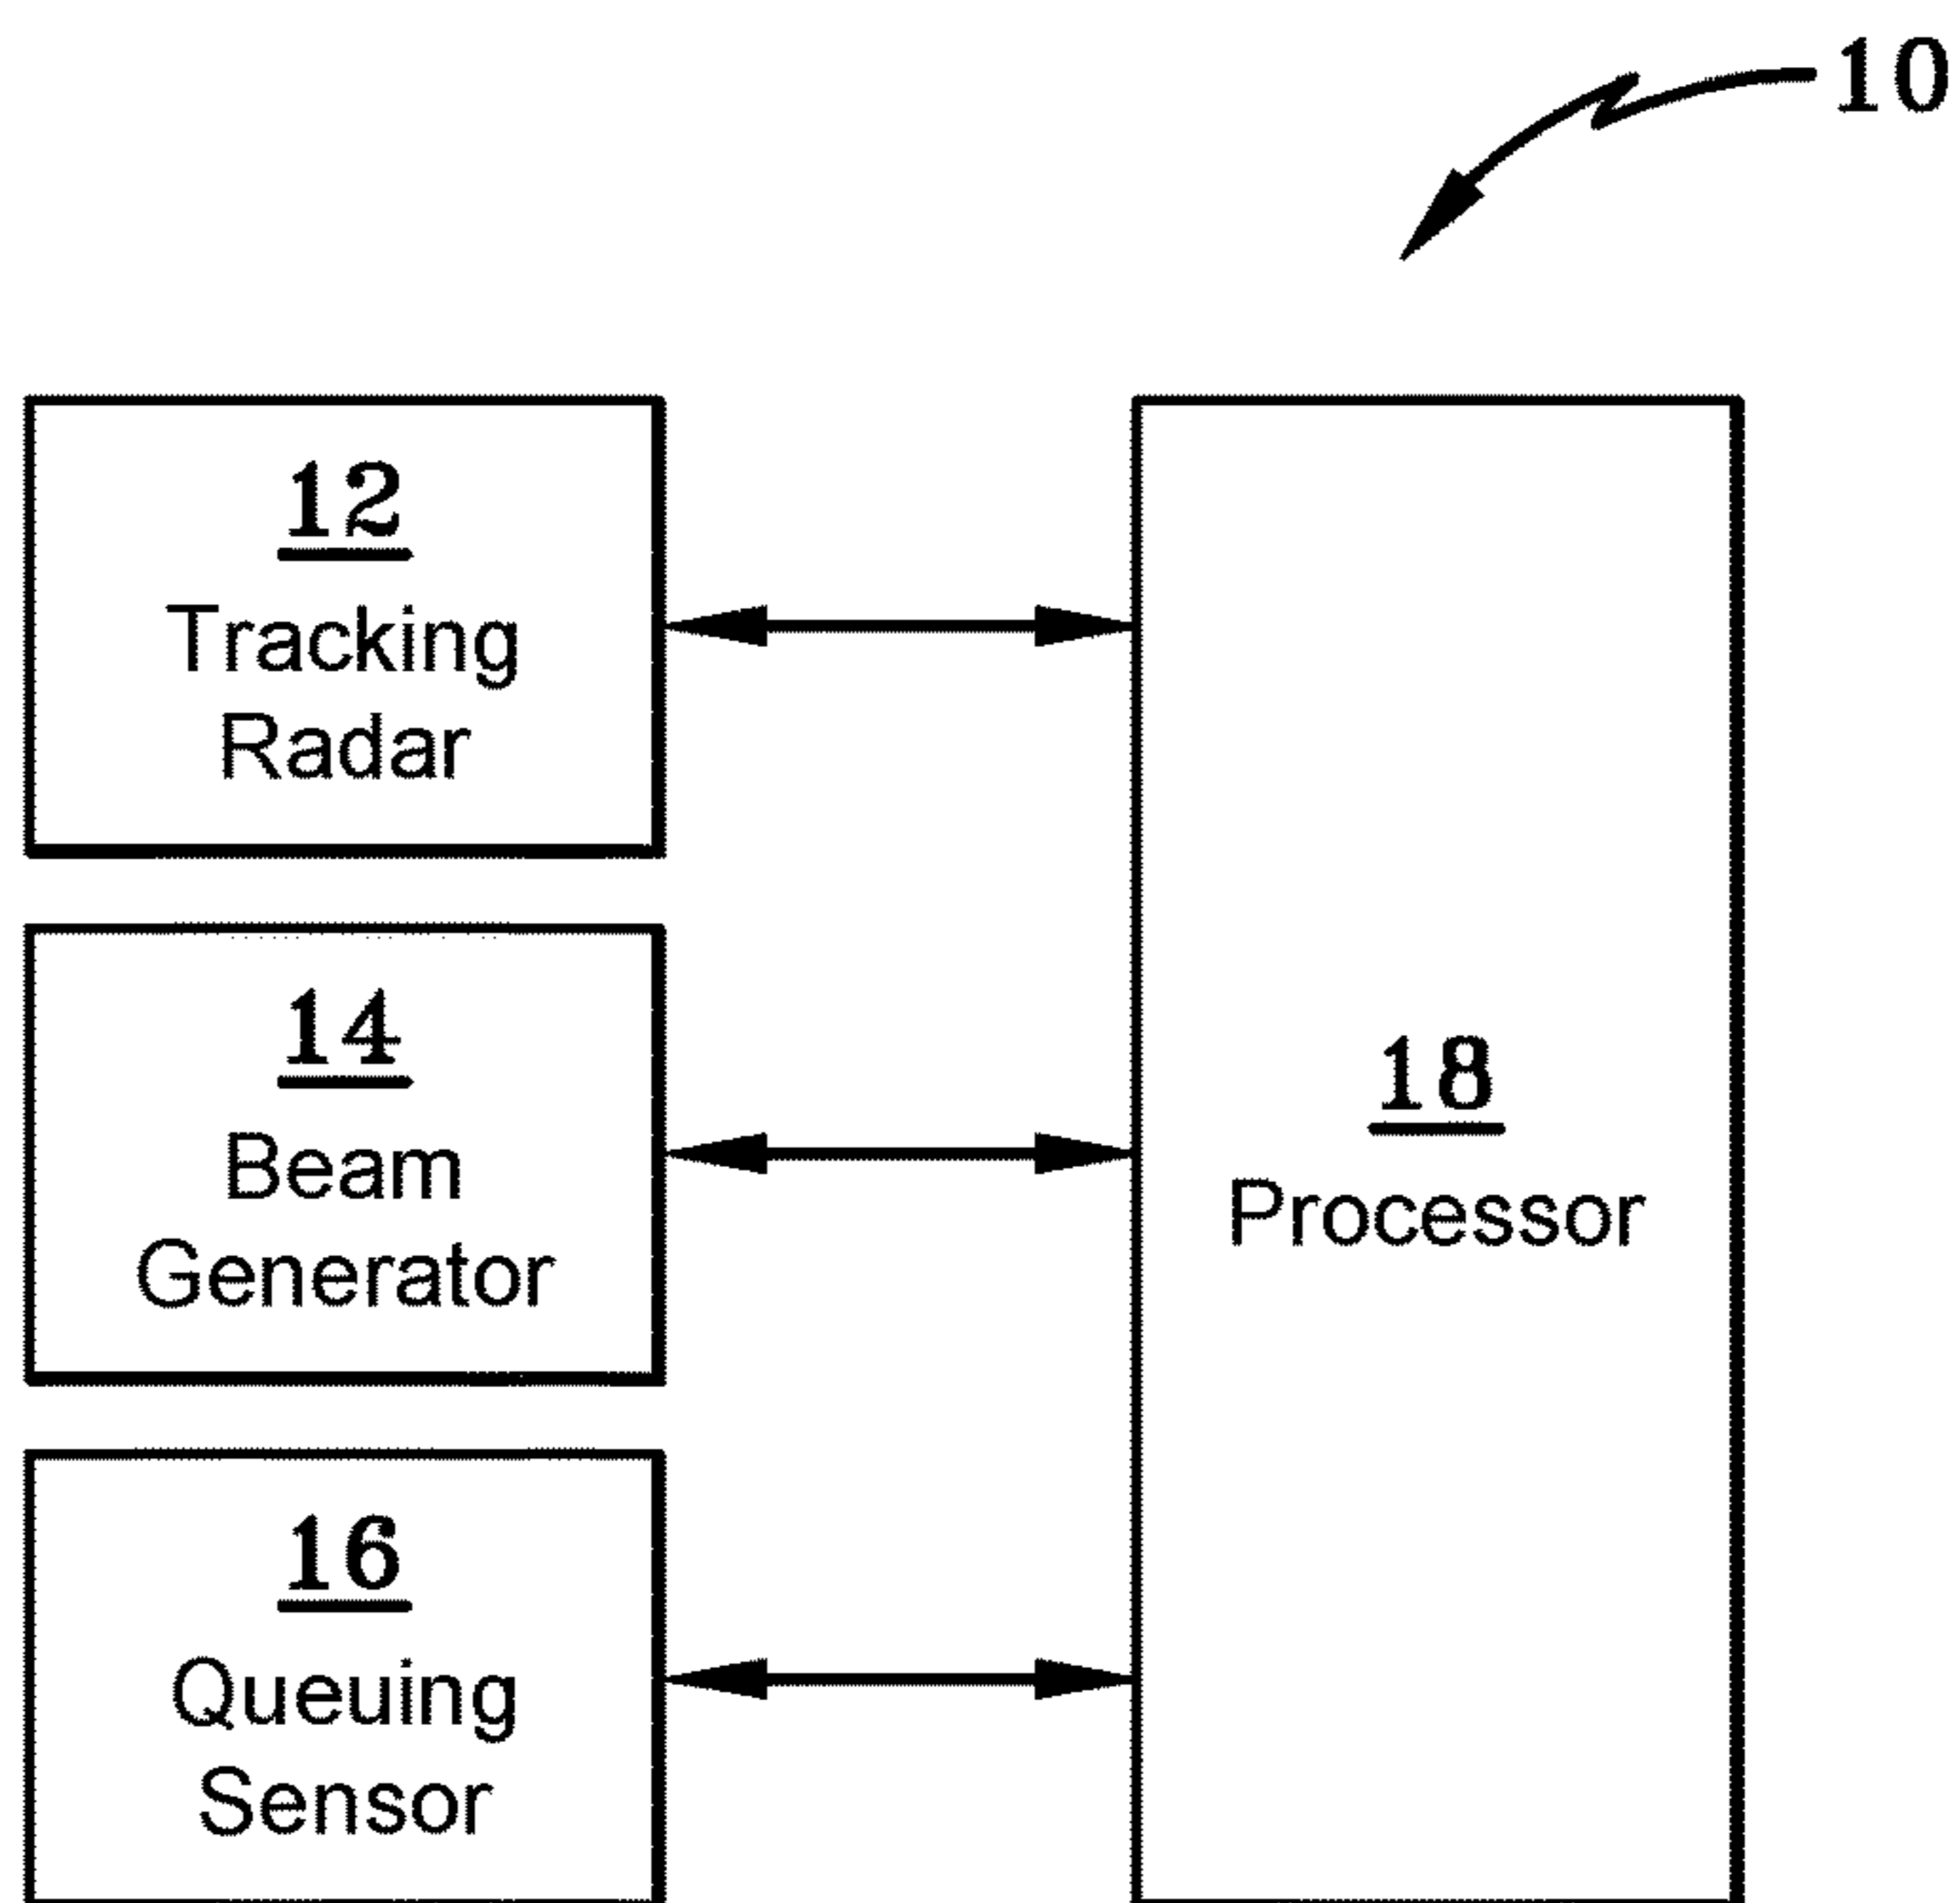 10
12
Tracking
Radar
14
Beam
Generator
16
Queuing
Sensor
18
Processor